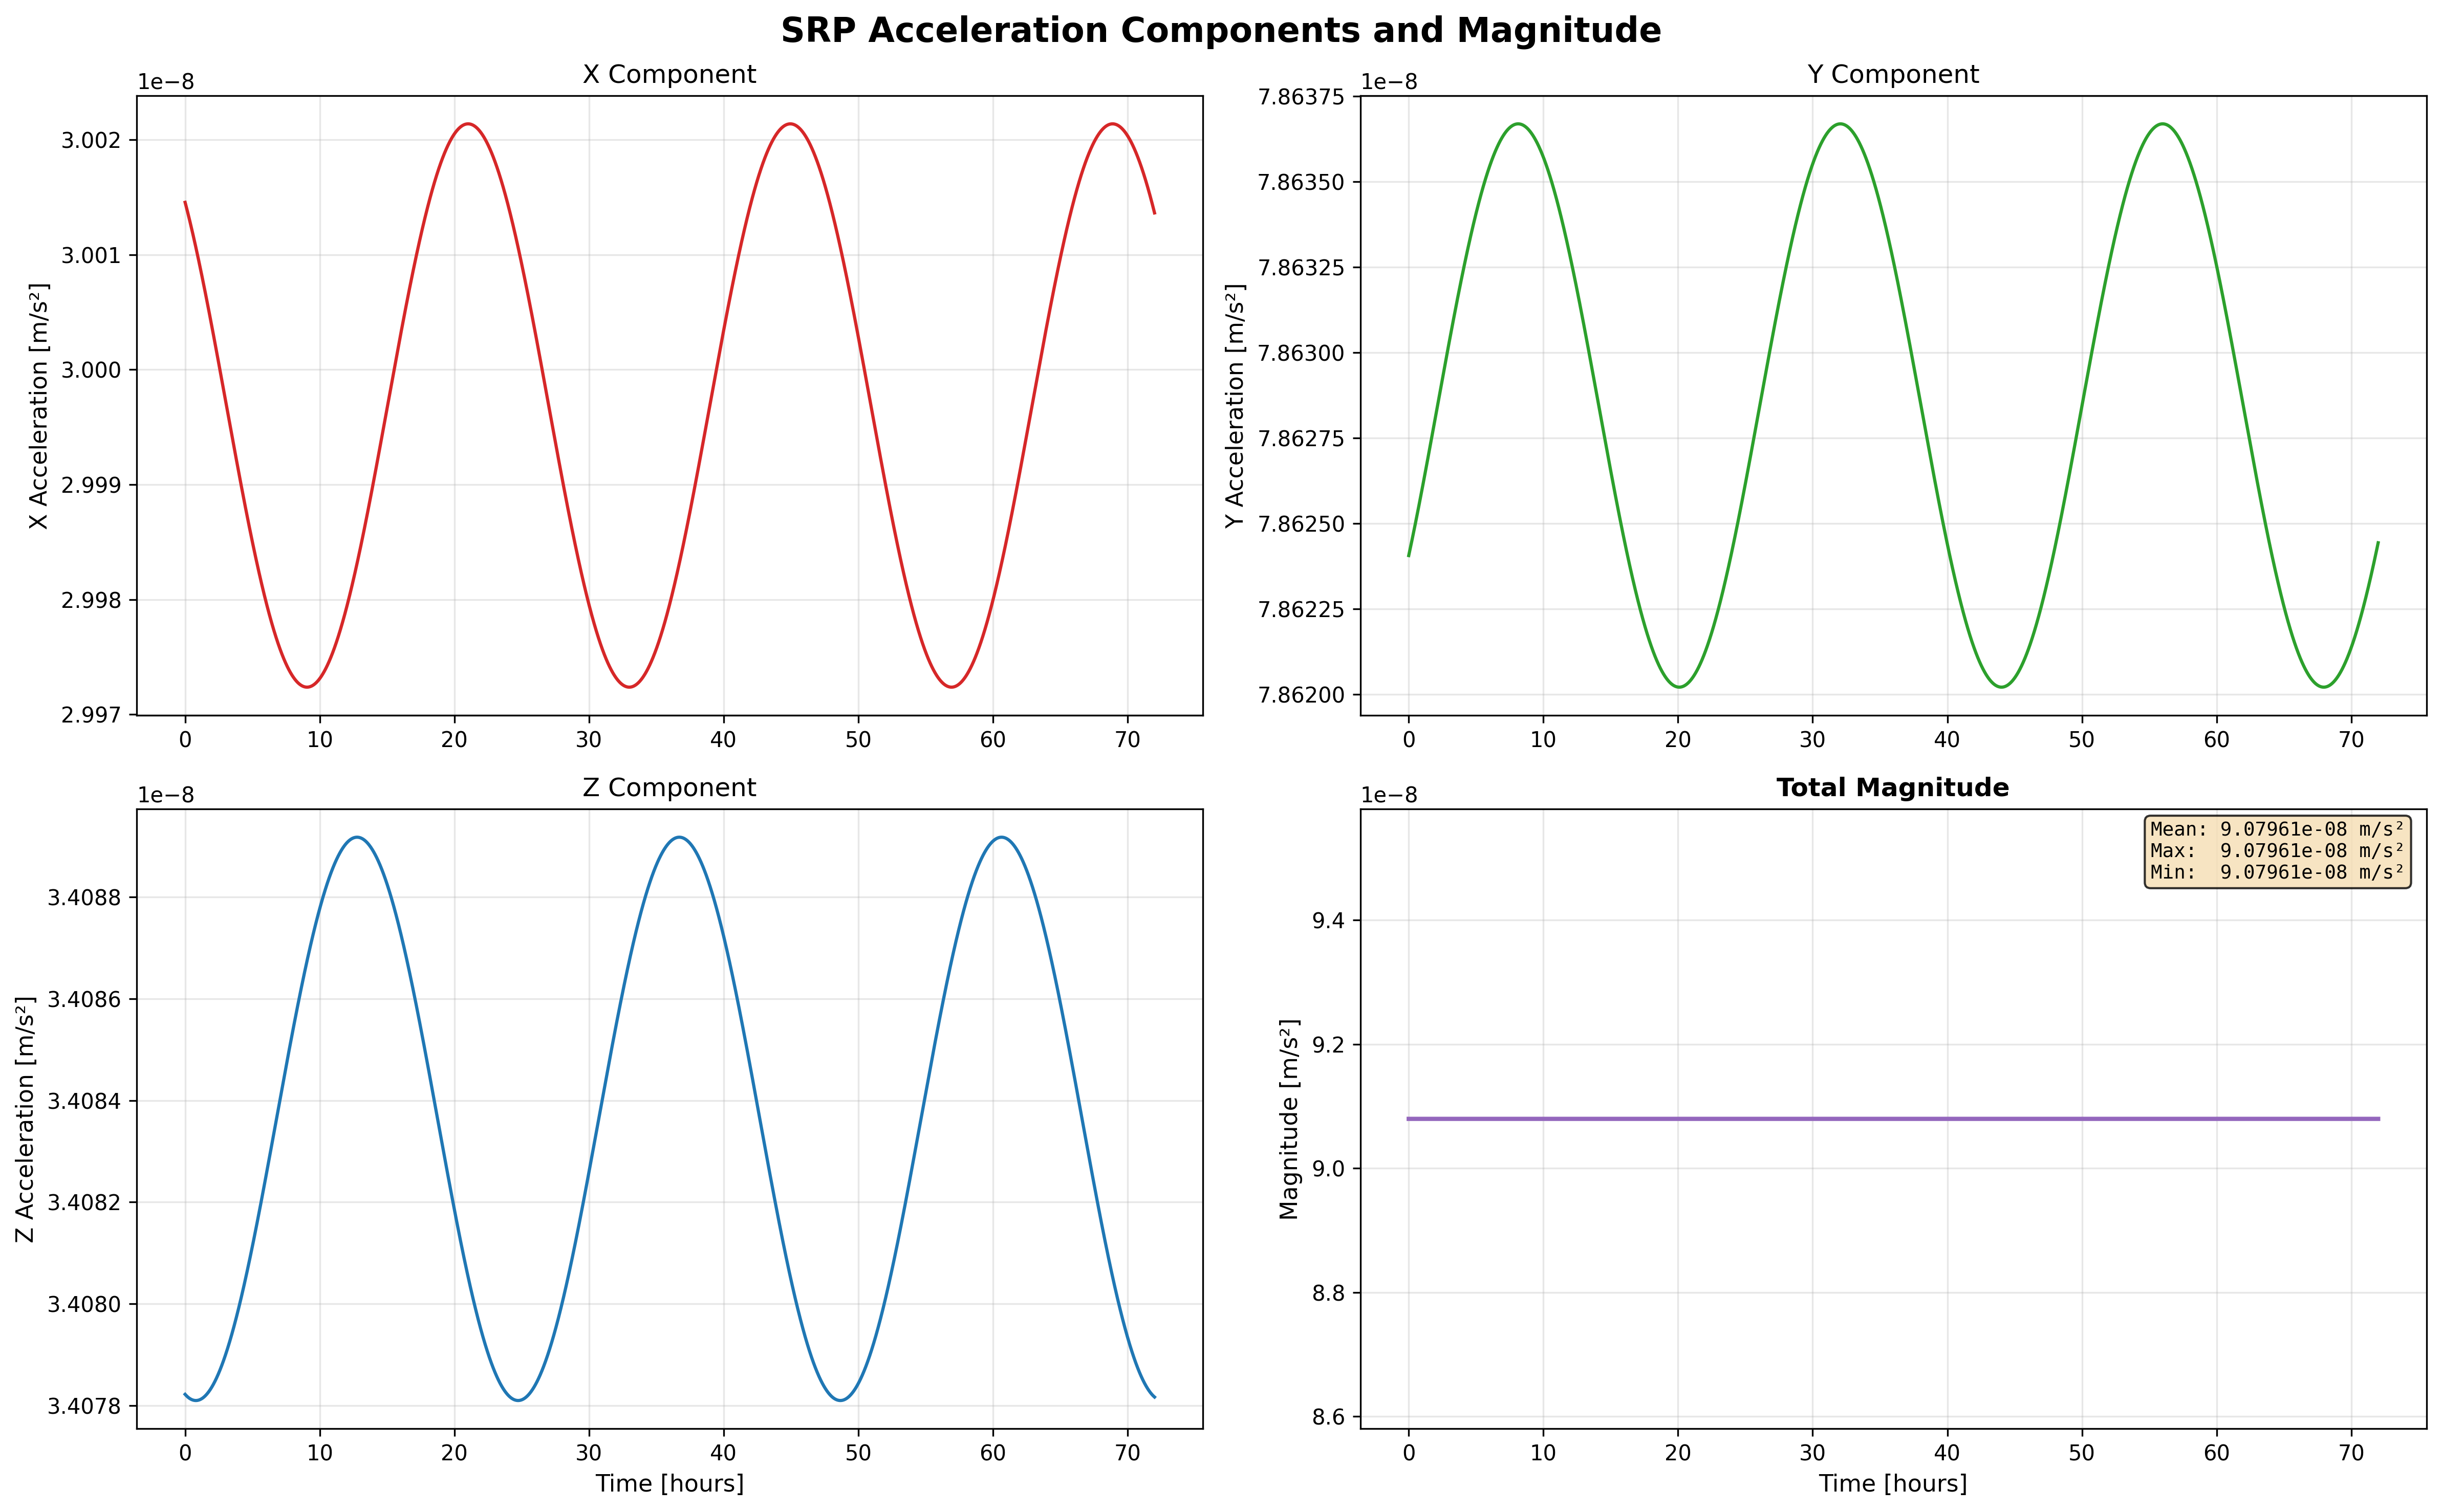 SRP Acceleration Components and Magnitude
X Component
1e−8
X Acceleration [m/s²]
3.002
3.001
3.000
2.999
2.998
2.997
0 10 20 30 40 50 60 70
Y Component
1e−8
Y Acceleration [m/s²]
7.86375
7.86350
7.86325
7.86300
7.86275
7.86250
7.86225
7.86200
0 10 20 30 40 50 60 70
Z Component
1e−8
Z Acceleration [m/s²]
3.4088
3.4086
3.4084
3.4082
3.4080
3.4078
0 10 20 30 40 50 60 70
Time [hours]
Total Magnitude
1e−8
Mean: 9.07961e-08 m/s²
Max: 9.07961e-08 m/s²
Min: 9.07961e-08 m/s²
Magnitude [m/s²]
9.4
9.2
9.0
8.8
8.6
0 10 20 30 40 50 60 70
Time [hours]